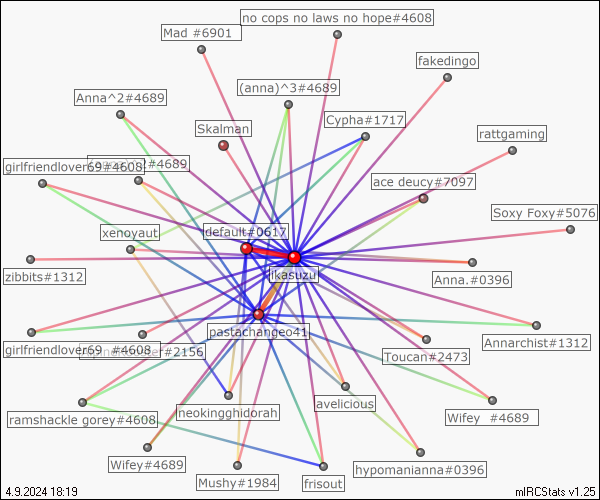 no cops no laws no hope#4608
Mad #6901
fakedingo
(anna)^3#4689
Anna^2#4689
Cypha#1717
Skalman
rattgaming
girlfriendlover69#4608
2#4689
ace deucy#7097
Soxy Foxy#5076
xenoyaut
default#0617
ikasuzu
zibbits#1312
Anna.#0396
pastachangeo41
Annarchist#1312
girlfriendlover69 #4608
#2156
Toucan#2473
ramshackle gorey#4608
neokingghidorah
lavelicious
Wifey #4689
Wifey#4689
Mushy#1984
frisout
hypomanianna#0396
4.9.2024 18:19
mIRCStats v1.25